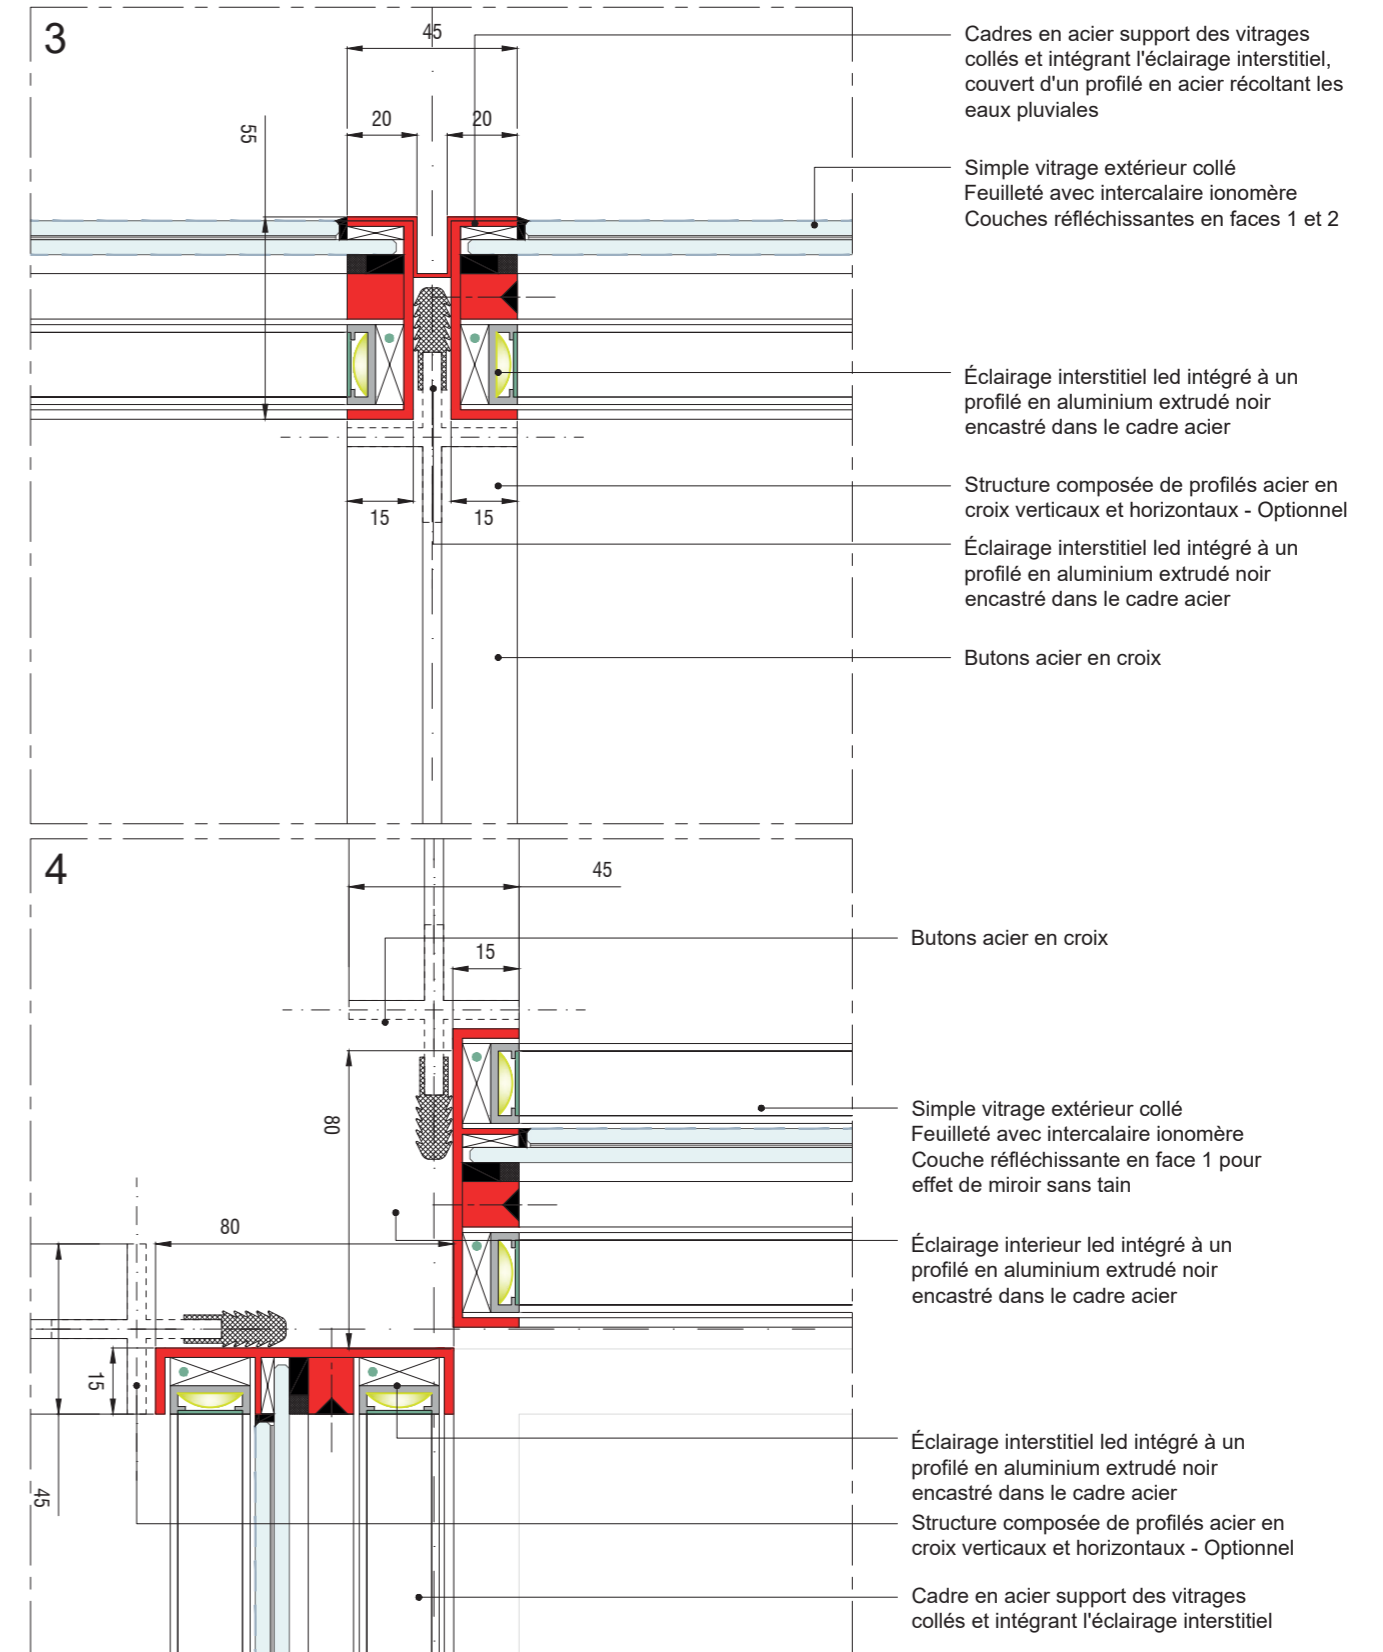 3
45
20
20
55
15
15
Cadres en acier support des vitrages
collés et intégrant l'éclairage interstitiel,
couvert d'un profilé en acier récoltant les
eaux pluviales
Simple vitrage extérieur collé
Feuilleté avec intercalaire ionomère
Couches réfléchissantes en faces 1 et 2
Éclairage interstitiel led intégré à un
profilé en aluminium extrudé noir
encastré dans le cadre acier
Structure composée de profilés acier en
croix verticaux et horizontaux - Optionnel
Éclairage interstitiel led intégré à un
profilé en aluminium extrudé noir
encastré dans le cadre acier
Butons acier en croix
4
45
15
80
80
15
45
Butons acier en croix
Simple vitrage extérieur collé
Feuilleté avec intercalaire ionomère
Couche réfléchissante en face 1 pour
effet de miroir sans tain
Éclairage interieur led intégré à un
profilé en aluminium extrudé noir
encastré dans le cadre acier
Éclairage interstitiel led intégré à un
profilé en aluminium extrudé noir
encastré dans le cadre acier
Structure composée de profilés acier en
croix verticaux et horizontaux - Optionnel
Cadre en acier support des vitrages
collés et intégrant l'éclairage interstitiel